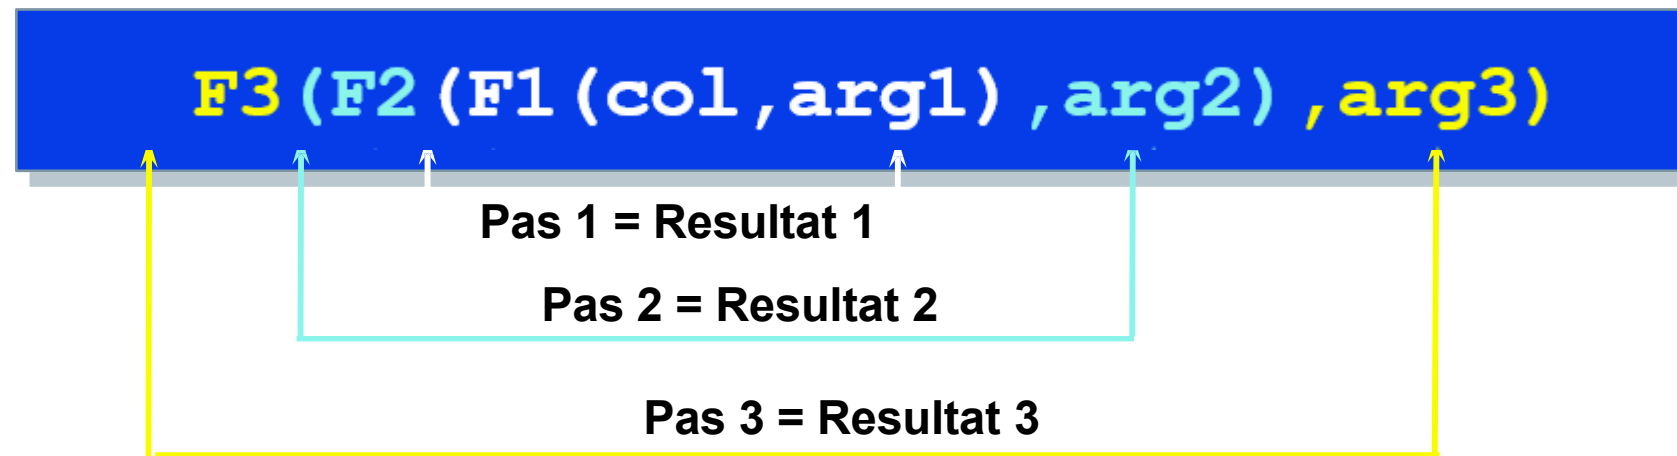 F3(F2(F1(col,arg1),arg2),arg3)
Pas 1 = Resultat 1
Pas 2 = Resultat 2
Pas 3 = Resultat 3